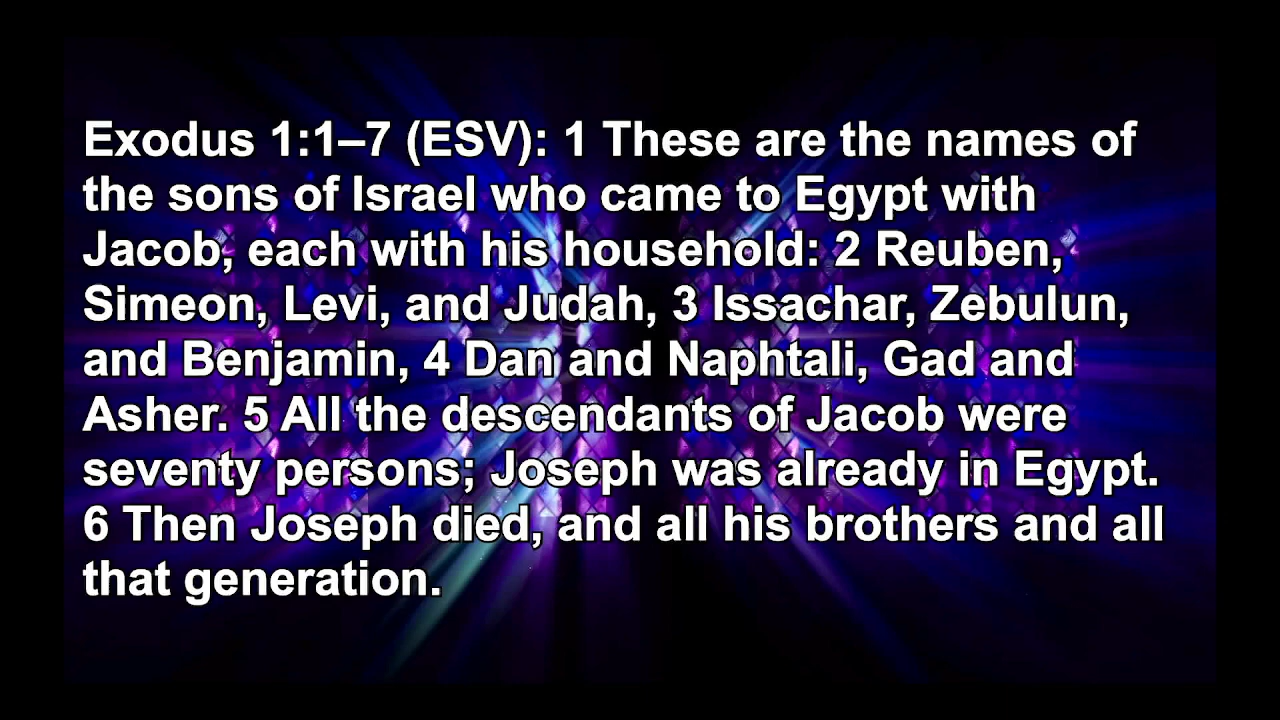 Exodus 1:1–7 (ESV): 1 These are the names of
the sons of Israel who came to Egypt with
Jacob, each with his household: 2 Reuben,
Simeon, Levi, and Judah, 3 Issachar, Zebulun,
and Benjamin, 4 Dan and Naphtali, Gad and
Asher. 5 All the descendants of Jacob were
seventy persons; Joseph was already in Egypt.
6 Then Joseph died, and all his brothers and all
that generation.